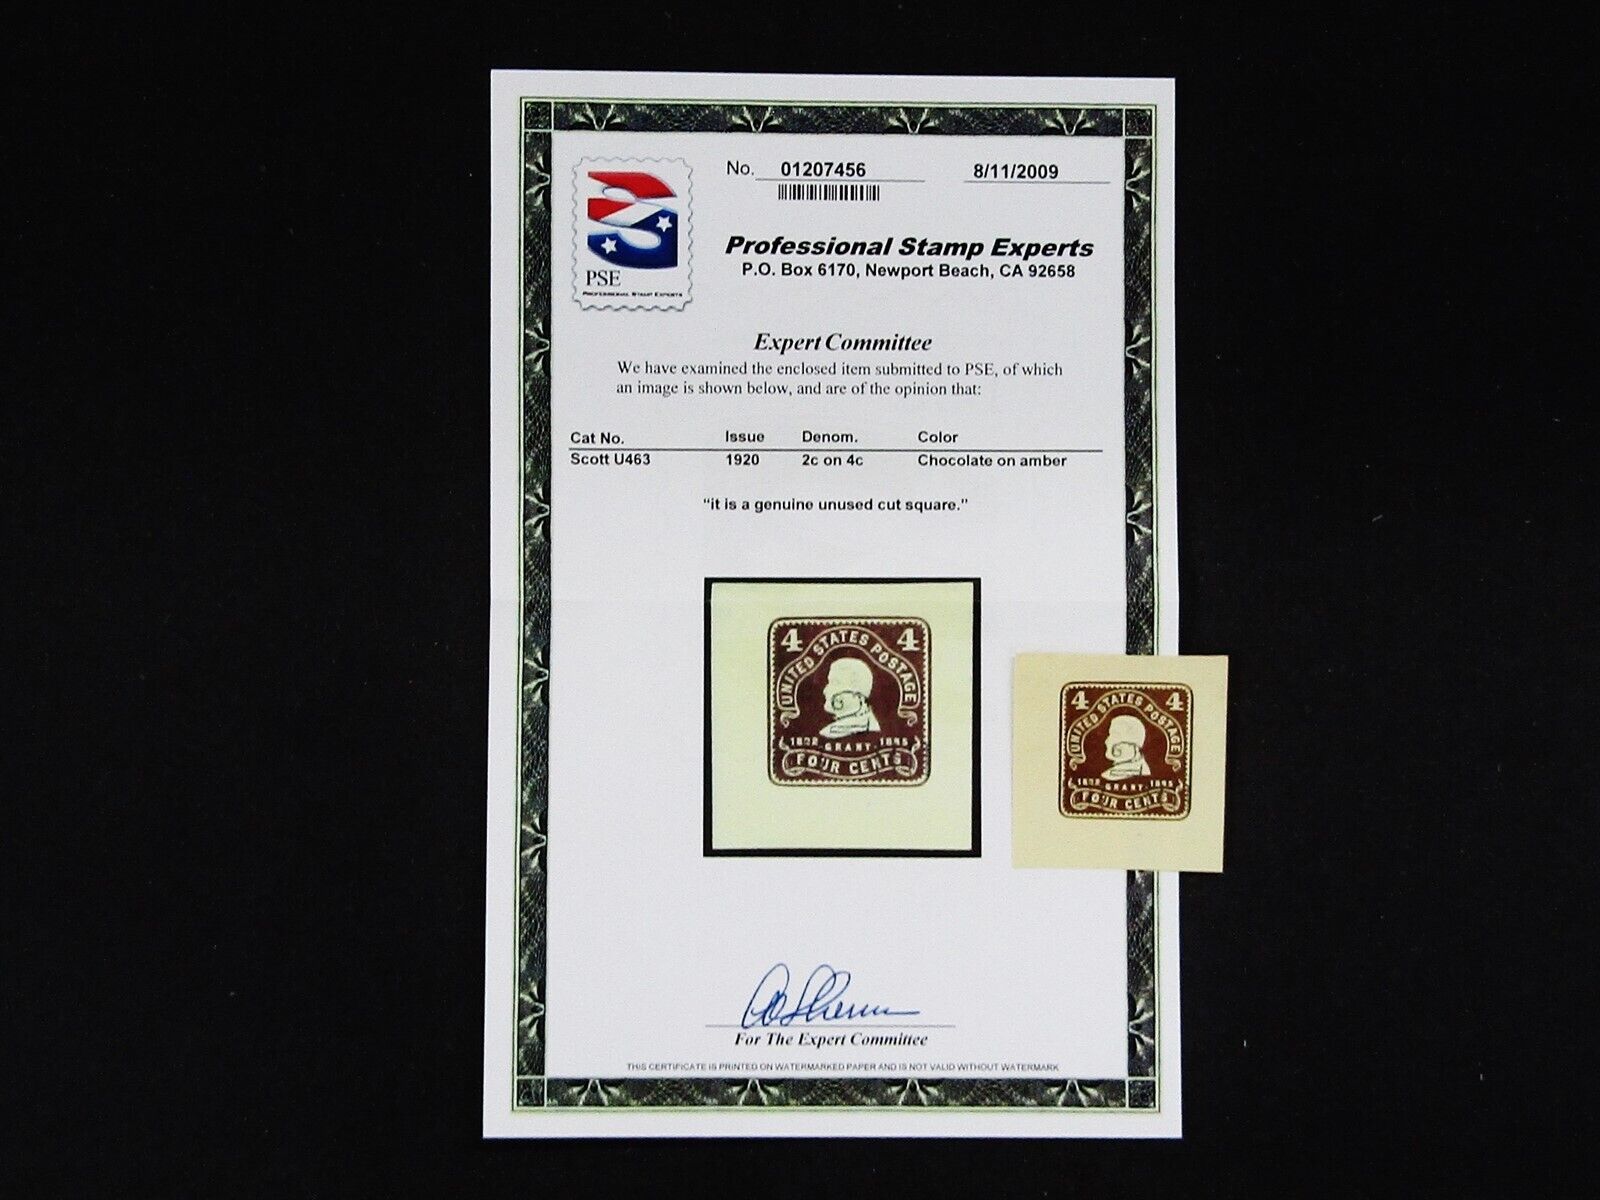 No. 01207456 8/11/2009
PSE
PROFESSIONAL STAMP EXPERTS
Professional Stamp Experts
P.O. Box 6170, Newport Beach, CA 92658
Expert Committee
We have examined the enclosed item submitted to PSE, of which
an image is shown below, and are of the opinion that:
Cat No. Issue Denom. Color
Scott U463 1920 2c on 4c Chocolate on amber
"it is a genuine unused cut square."
4 4
UNITED STATES POSTAGE
GRANT
FOUR CENTS
4 4
UNITED STATES POSTAGE
GRANT
FOUR CENTS
For The Expert Committee
THIS CERTIFICATE IS PRINTED ON WATERMARKED PAPER AND IS NOT VALID WITHOUT WATERMARK